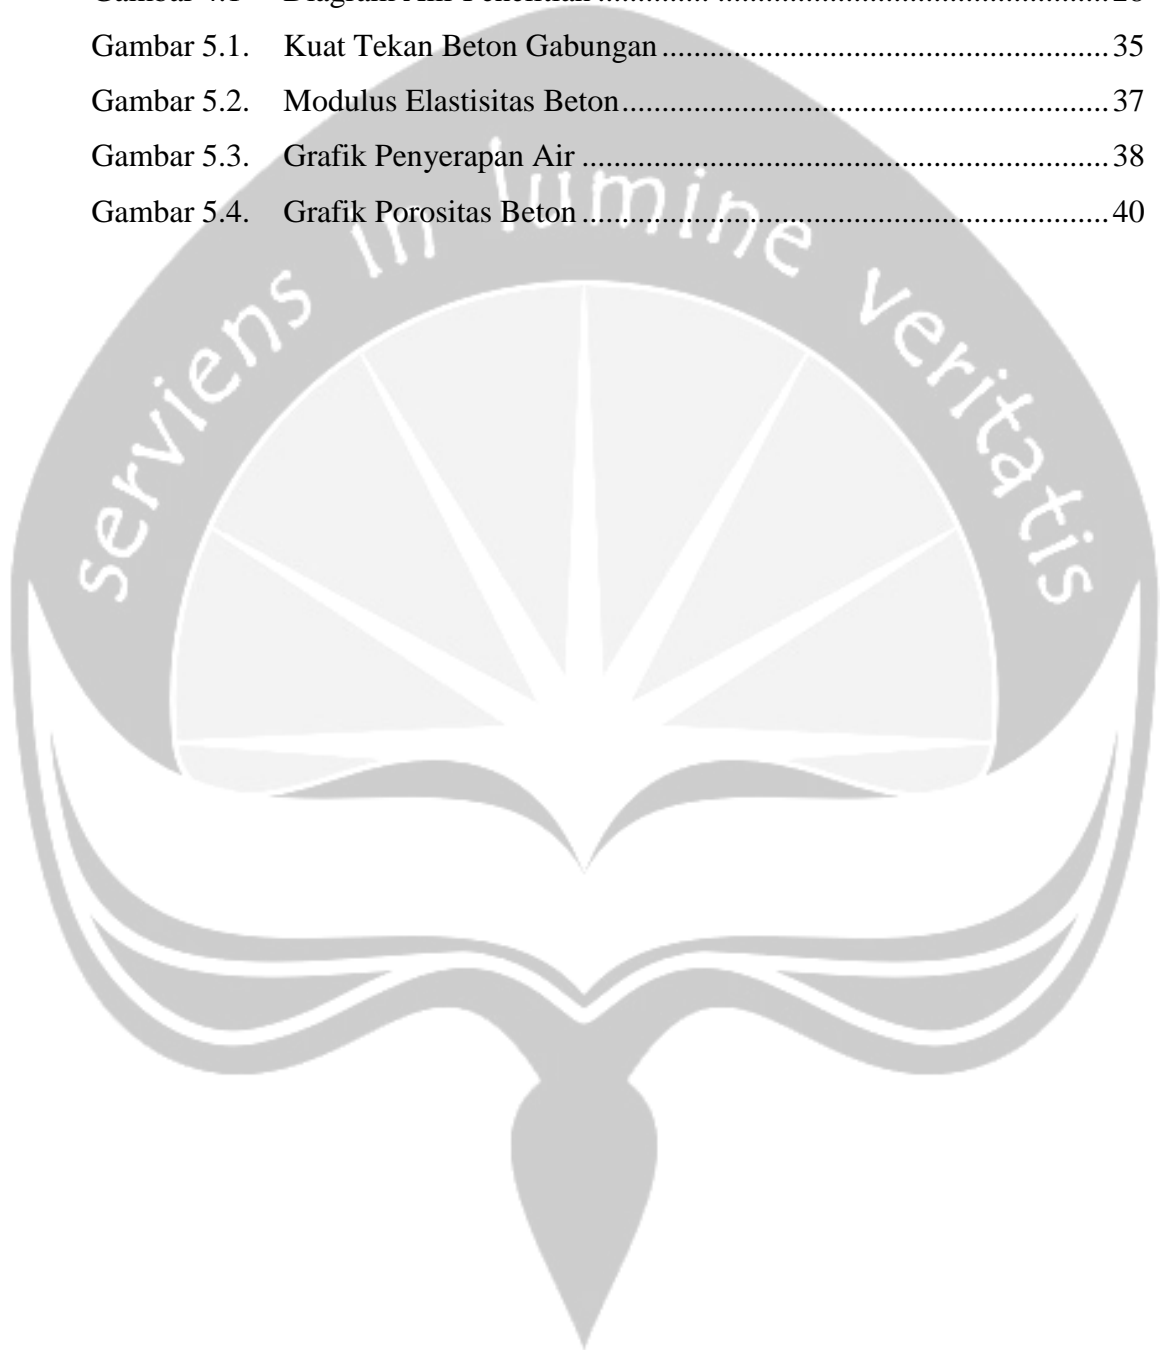 Gambar 5.1. Kuat Tekan Beton Gabungan ........................................................ 35
Gambar 5.2. Modulus Elastisitas Beton ............................................................. 37
Gambar 5.3. Grafik Penyerapan Air .................................................................. 38
Gambar 5.4. Grafik Porositas Beton .................................................................. 40
serviens in lumine veritatis